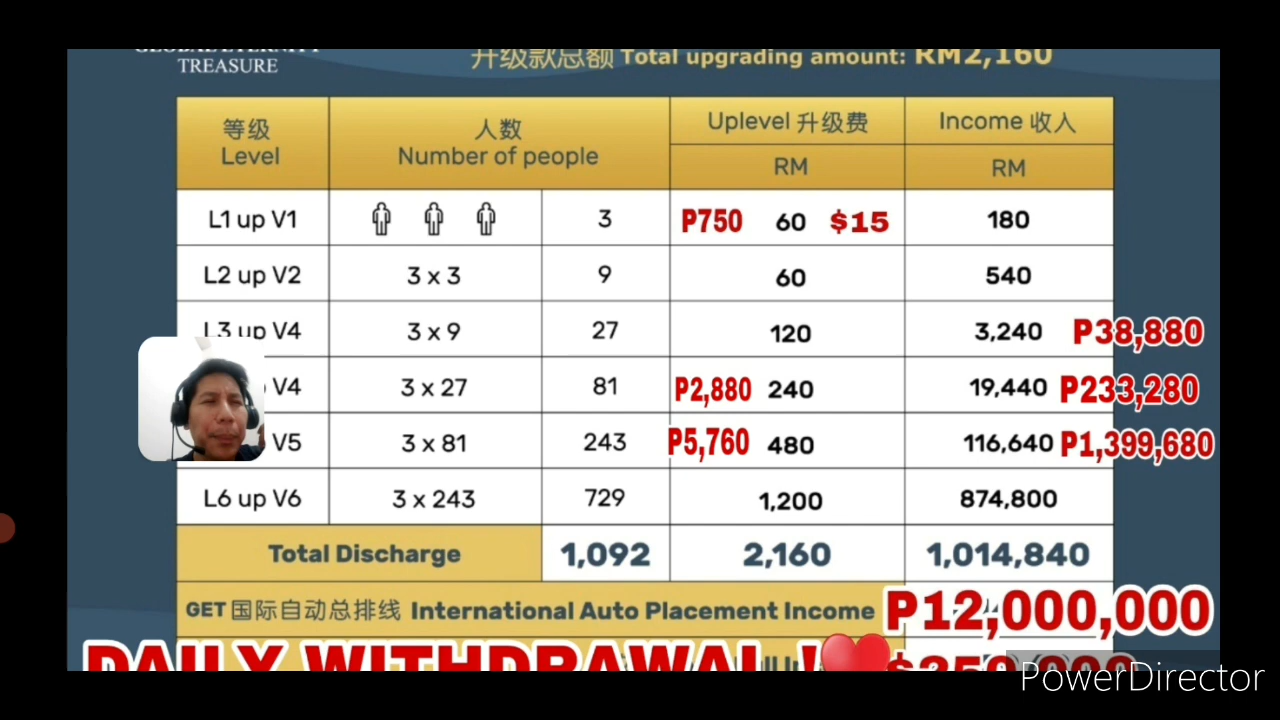 TREASURE
升级款总额 Total upgrading amount: RM2,160
等级 人数 Uplevel 升级费 Income 收入
Level Number of people RM RM
L1 up V1 3 P750 60 $15 180
L2 up V2 3 x 3 9 60 540
L3 up V4 3 x 9 27 120 3,240 P38,880
V4 3 x 27 81 P2,880 240 19,440 P233,280
V5 3 x 81 243 P5,760 480 116,640 P1,399,680
L6 up V6 3 x 243 729 1,200 874,800
Total Discharge 1,092 2,160 1,014,840
GET 国际自动总排线 International Auto Placement Income P12,000,000
DAILY WITHDRAWAL !
PowerDirector